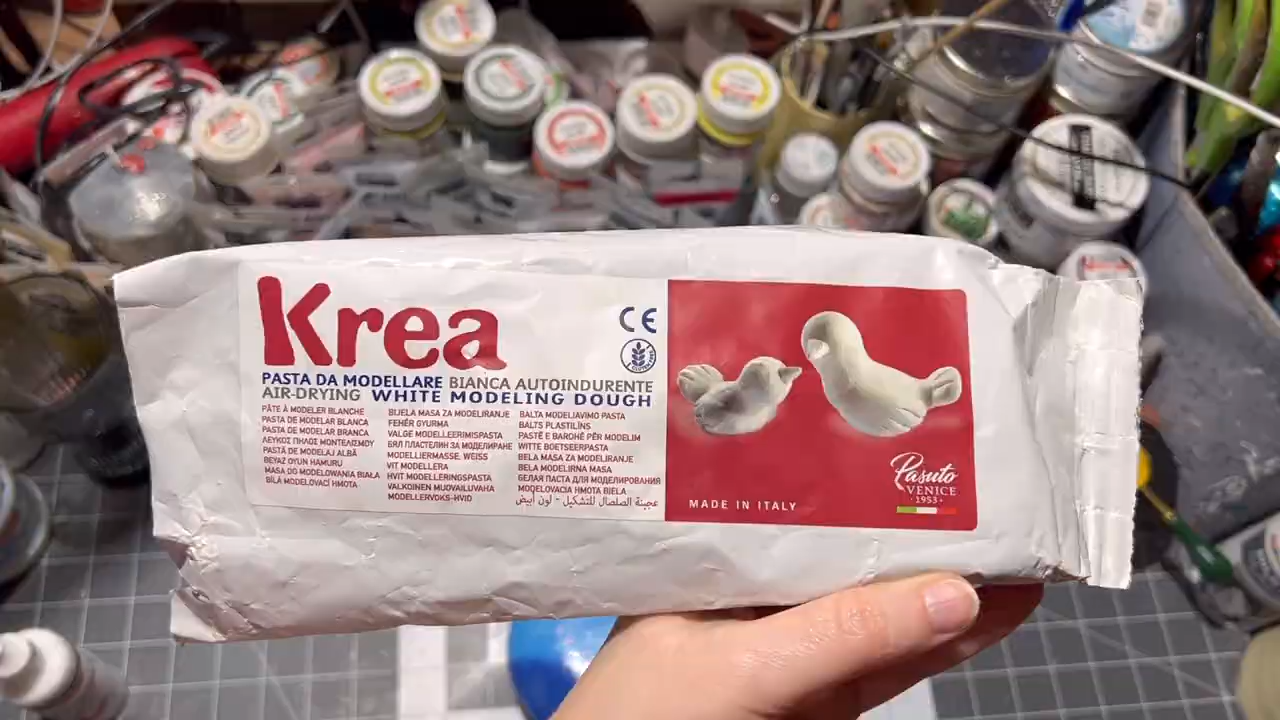 Krea
CE
GLUTEN FREE
PASTA DA MODELLARE BIANCA AUTOINDURENTE
AIR-DRYING WHITE MODELING DOUGH
PÂTE À MODELER BLANCHE
PASTA DE MODELAR BLANCA
PASTA DE MODELAR BRANCA
ΛΕΥΚΟΣ ΠΗΛΟΣ ΜΟΝΤΕΛΙΣΜΟΥ
PASTĂ DE MODELAJ ALBĂ
BEYAZ OYUN HAMURU
MASA DO MODELOWANIA BIAŁA
BÍLÁ MODELOVACÍ HMOTA
BIJELA MASA ZA MODELIRANJE
FEHÉR GYURMA
VALGE MODELLEERIMISPASTA
БЯЛ ПЛАСТЕЛИН ЗА МОДЕЛИРАНЕ
MODELLIERMASSE, WEISS
VIT MODELLERA
HVIT MODELLERINGSPASTA
VALKOINEN MUOVAILUVAHA
MODELLERVOKS-HVID
BALTA MODELIAVIMO PASTA
BALTS PLASTILĪNS
PASTË E BARDHË PËR MODELIM
WITTE BOETSEERPASTA
BELA MASA ZA MODELIRANJE
BELA MODELIRNA MASA
БЕЛАЯ ПАСТА ДЛЯ МОДЕЛИРОВАНИЯ
MODELOVACIA HMOTA BIELA
عجينة الصلصال للتشكيل - لون أبيض
MADE IN ITALY
Pasuto
VENICE
· 1953 ·